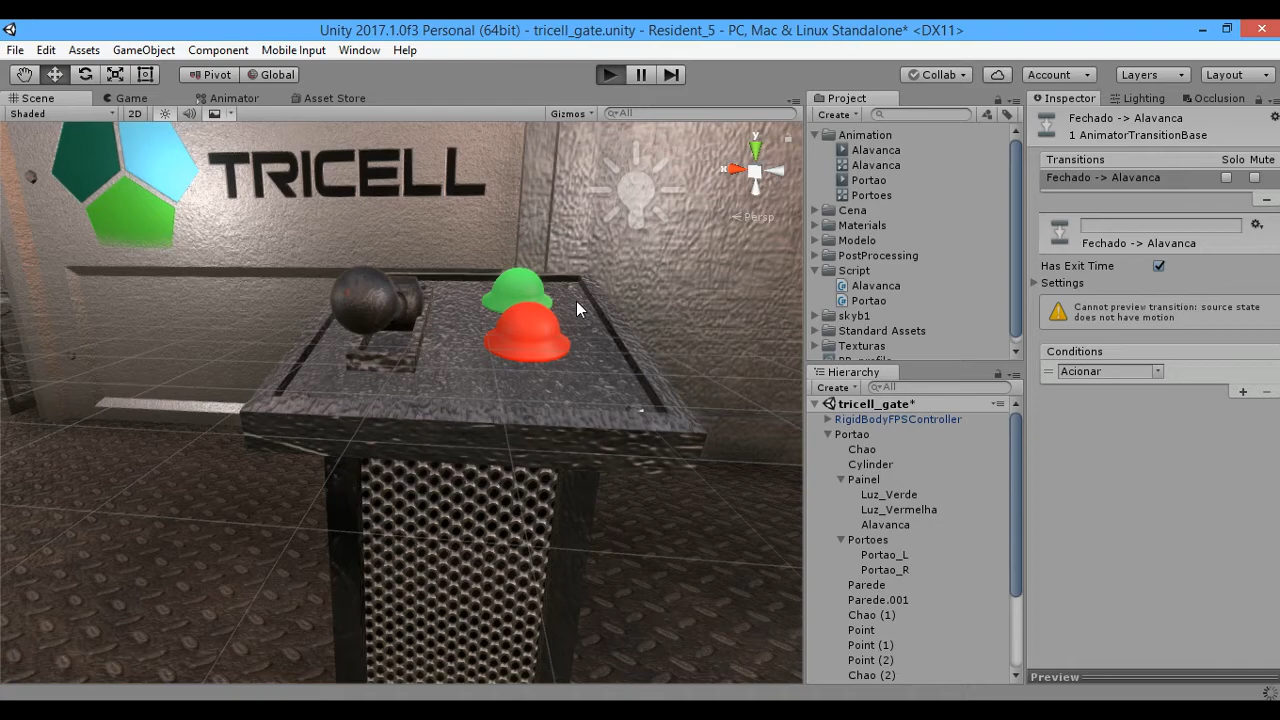 Unity 2017.1.0f3 Personal (64bit) - tricell_gate.unity - Resident_5 - PC, Mac & Linux Standalone* <DX11>
File Edit Assets GameObject Component Mobile Input Window Help
Pivot Global Collab Account Layers Layout
Scene Game Animator Asset Store
Shaded 2D Gizmos All
TRICELL
y
x
Persp
Project
Create
Animation
Alavanca
Alavanca
Portao
Portoes
Cena
Materials
Modelo
PostProcessing
Script
Alavanca
Portao
skyb1
Standard Assets
Texturas
Hierarchy
Create All
tricell_gate*
RigidBodyFPSController
Portao
Chao
Cylinder
Painel
Luz_Verde
Luz_Vermelha
Alavanca
Portoes
Portao_L
Portao_R
Parede
Parede.001
Chao (1)
Point
Point (1)
Point (2)
Chao (2)
Inspector Lighting Occlusion
Fechado -> Alavanca
1 AnimatorTransitionBase
Transitions Solo Mute
Fechado -> Alavanca
Fechado -> Alavanca
Has Exit Time
Settings
Cannot preview transition: source state
does not have motion
Conditions
Acionar
Preview